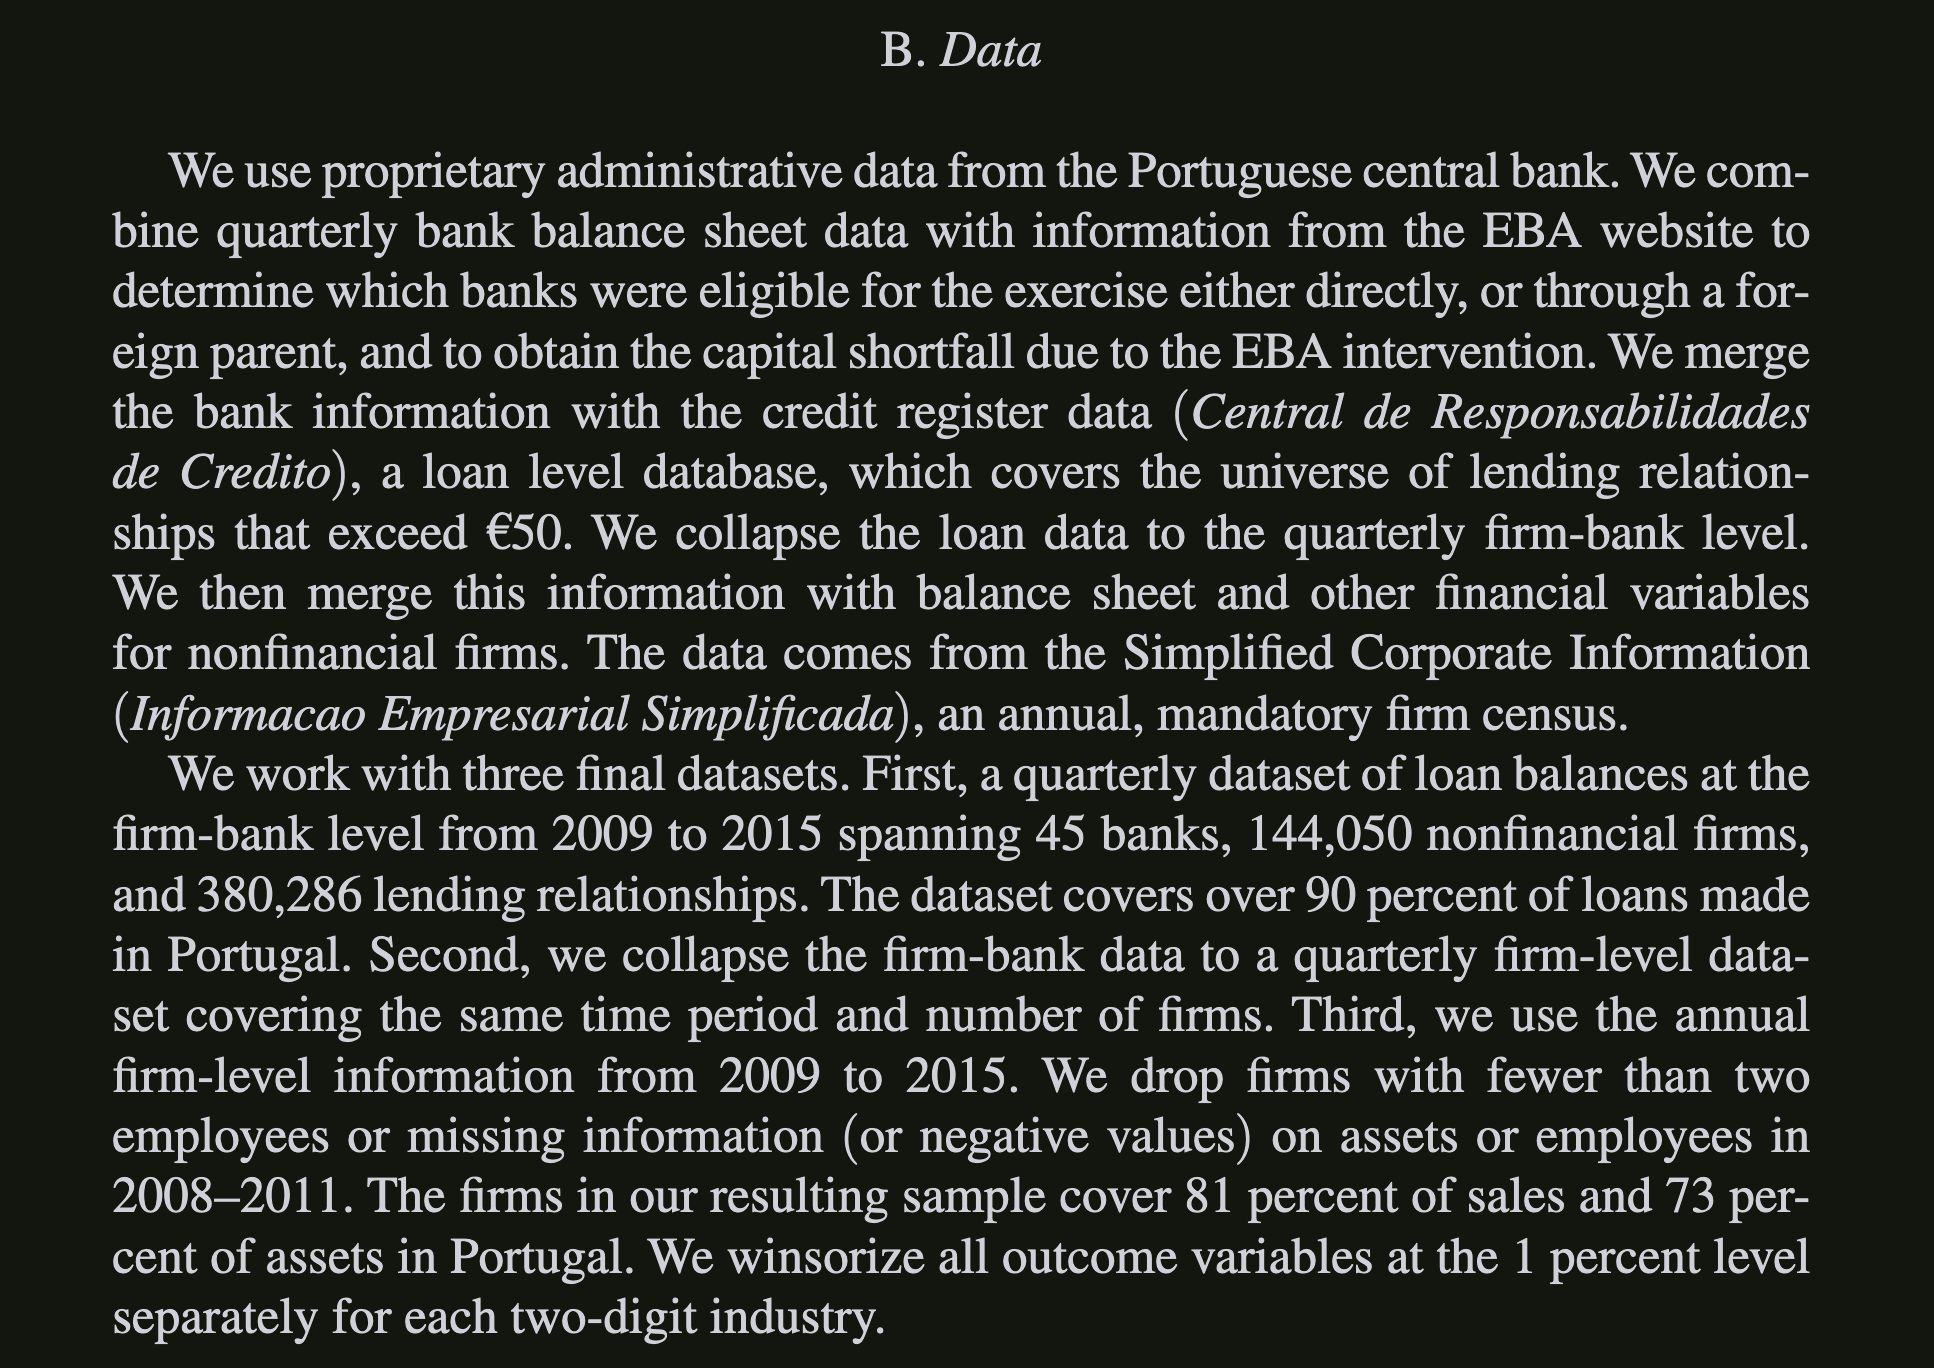 B. Data
We use proprietary administrative data from the Portuguese central bank. We com-
bine quarterly bank balance sheet data with information from the EBA website to
determine which banks were eligible for the exercise either directly, or through a for-
eign parent, and to obtain the capital shortfall due to the EBA intervention. We merge
the bank information with the credit register data (Central de Responsabilidades
de Credito), a loan level database, which covers the universe of lending relation-
ships that exceed €50. We collapse the loan data to the quarterly firm-bank level.
We then merge this information with balance sheet and other financial variables
for nonfinancial firms. The data comes from the Simplified Corporate Information
(Informacao Empresarial Simplificada), an annual, mandatory firm census.
We work with three final datasets. First, a quarterly dataset of loan balances at the
firm-bank level from 2009 to 2015 spanning 45 banks, 144,050 nonfinancial firms,
and 380,286 lending relationships. The dataset covers over 90 percent of loans made
in Portugal. Second, we collapse the firm-bank data to a quarterly firm-level data-
set covering the same time period and number of firms. Third, we use the annual
firm-level information from 2009 to 2015. We drop firms with fewer than two
employees or missing information (or negative values) on assets or employees in
2008–2011. The firms in our resulting sample cover 81 percent of sales and 73 per-
cent of assets in Portugal. We winsorize all outcome variables at the 1 percent level
separately for each two-digit industry.